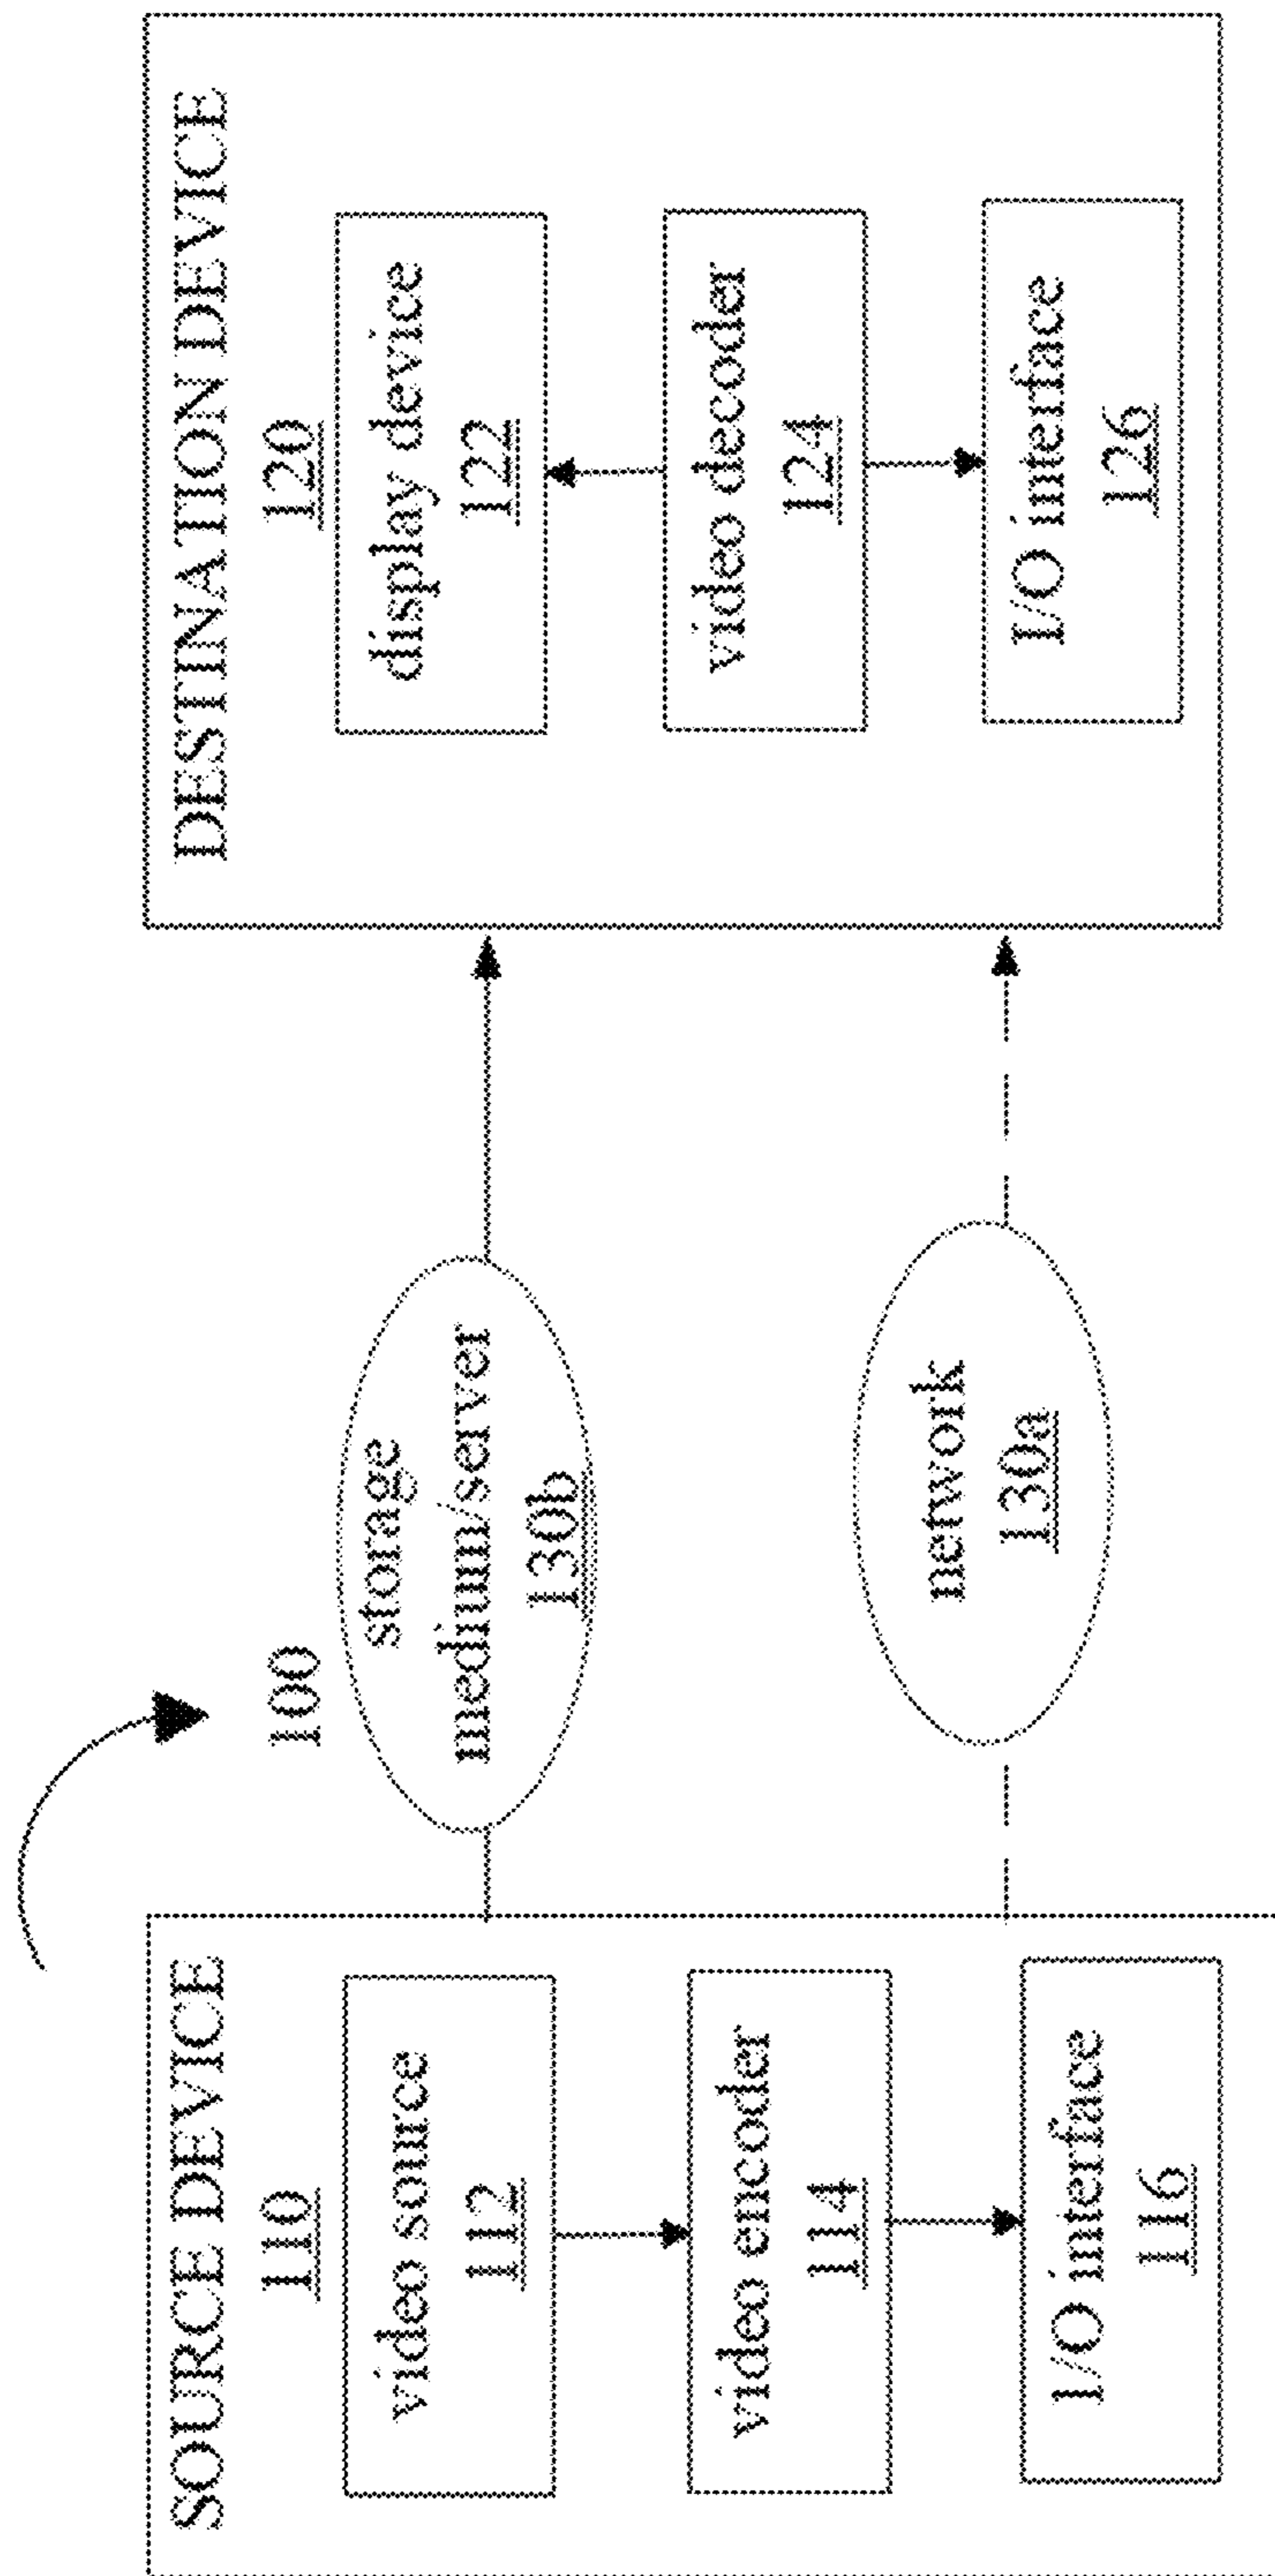 100
SOURCE DEVICE
110
video source
112
video encoder
114
I/O interface
116
storage
medium/server
130b
network
130a
DESTINATION DEVICE
120
display device
122
video decoder
124
I/O interface
126